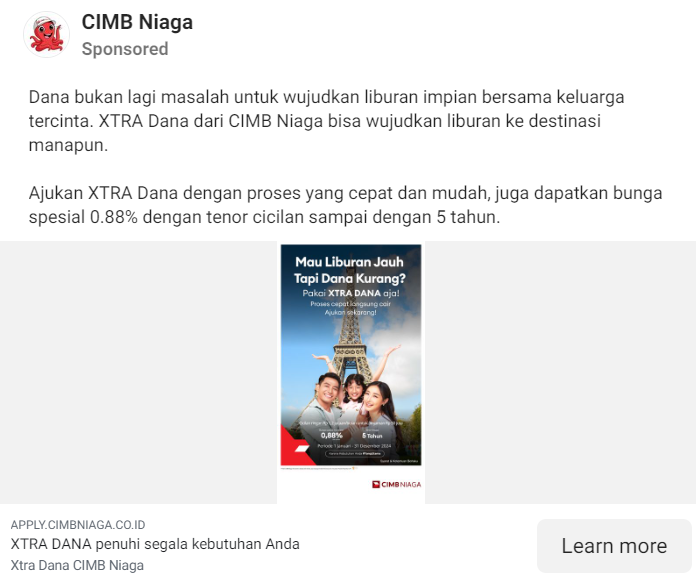 CIMB Niaga
Sponsored
Dana bukan lagi masalah untuk wujudkan liburan impian bersama keluarga
tercinta. XTRA Dana dari CIMB Niaga bisa wujudkan liburan ke destinasi
manapun.
Ajukan XTRA Dana dengan proses yang cepat dan mudah, juga dapatkan bunga
spesial 0.88% dengan tenor cicilan sampai dengan 5 tahun.
Mau Liburan Jauh
Tapi Dana Kurang?
Pakai XTRA DANA aja!
Proses cepat langsung cair
Ajukan sekarang!
0,88%
5 Tahun
Periode 1 Januari - 31 Desember 2024
CIMB NIAGA
APPLY.CIMBNIAGA.CO.ID
XTRA DANA penuhi segala kebutuhan Anda
Xtra Dana CIMB Niaga
Learn more